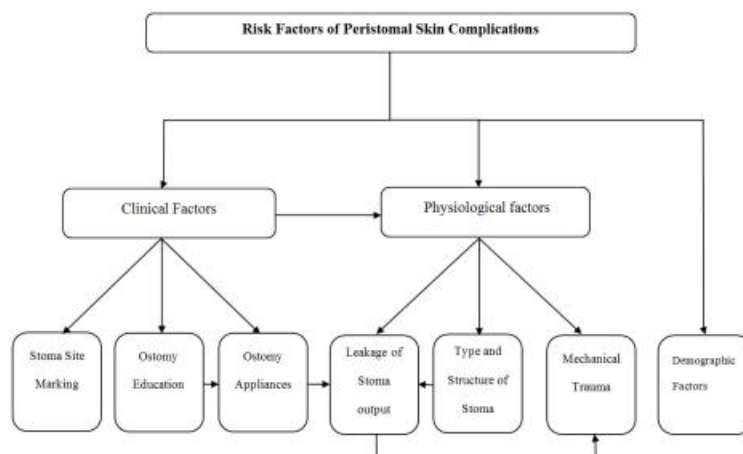 Risk Factors of Peristomal Skin Complications
Clinical Factors
Physiological factors
Stoma Site
Marking
Ostomy
Education
Ostomy
Appliances
Leakage of
Stoma
output
Type and
Structure of
Stoma
Mechanical
Trauma
Demographic
Factors